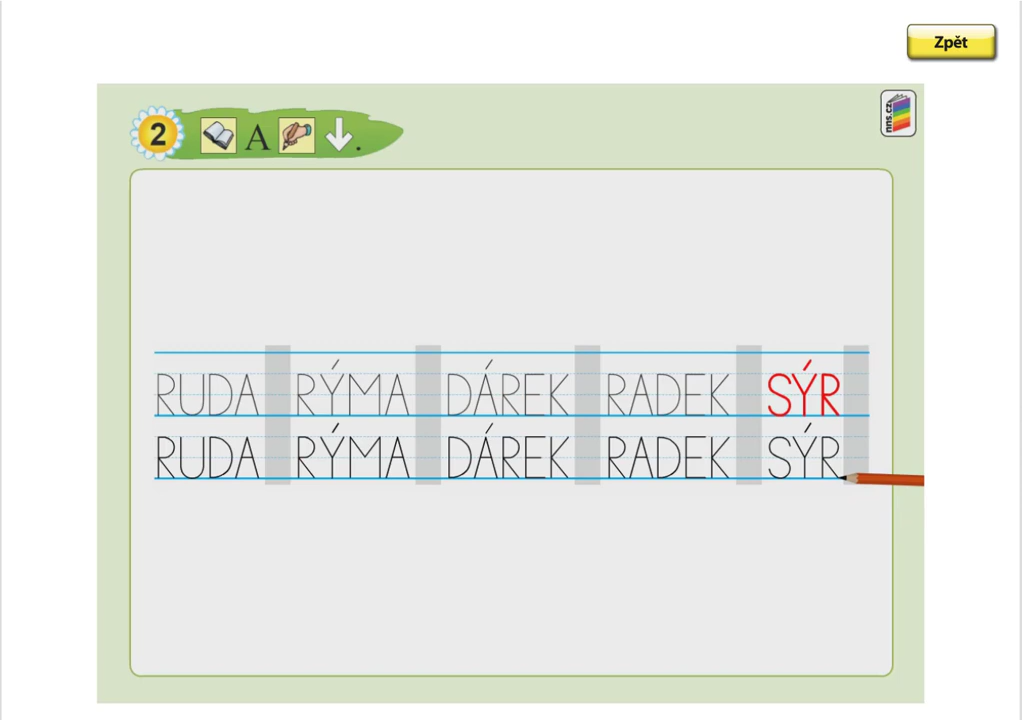 Zpět
nns.cz
2 A .
RUDA RÝMA DÁREK RADEK SÝR
RUDA RÝMA DÁREK RADEK SÝR